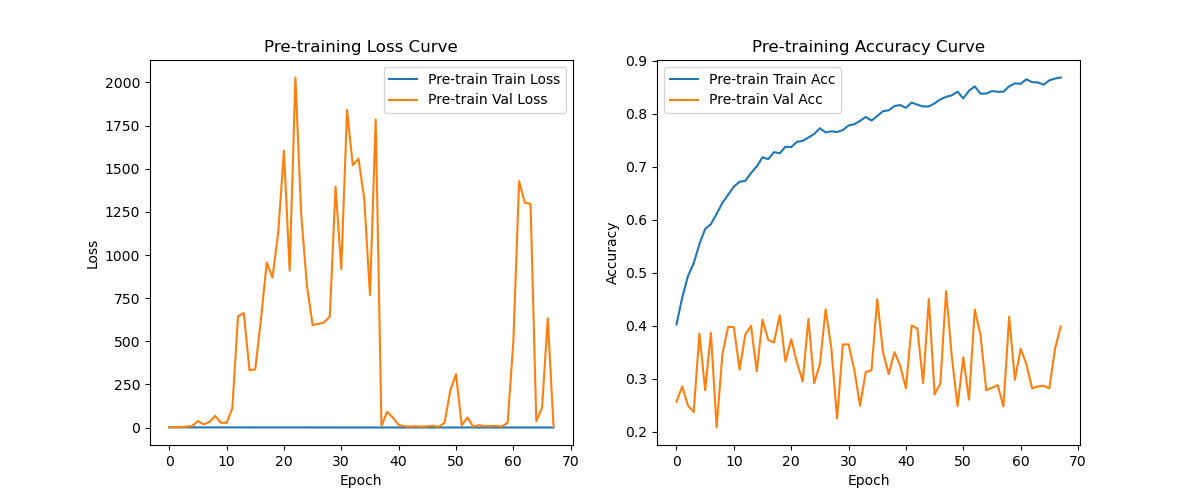 Pre-training Loss Curve
Pre-train Train Loss
Pre-train Val Loss
Loss
2000
1750
1500
1250
1000
750
500
250
0
0 10 20 30 40 50 60 70
Epoch
Pre-training Accuracy Curve
Pre-train Train Acc
Pre-train Val Acc
Accuracy
0.9
0.8
0.7
0.6
0.5
0.4
0.3
0.2
0 10 20 30 40 50 60 70
Epoch